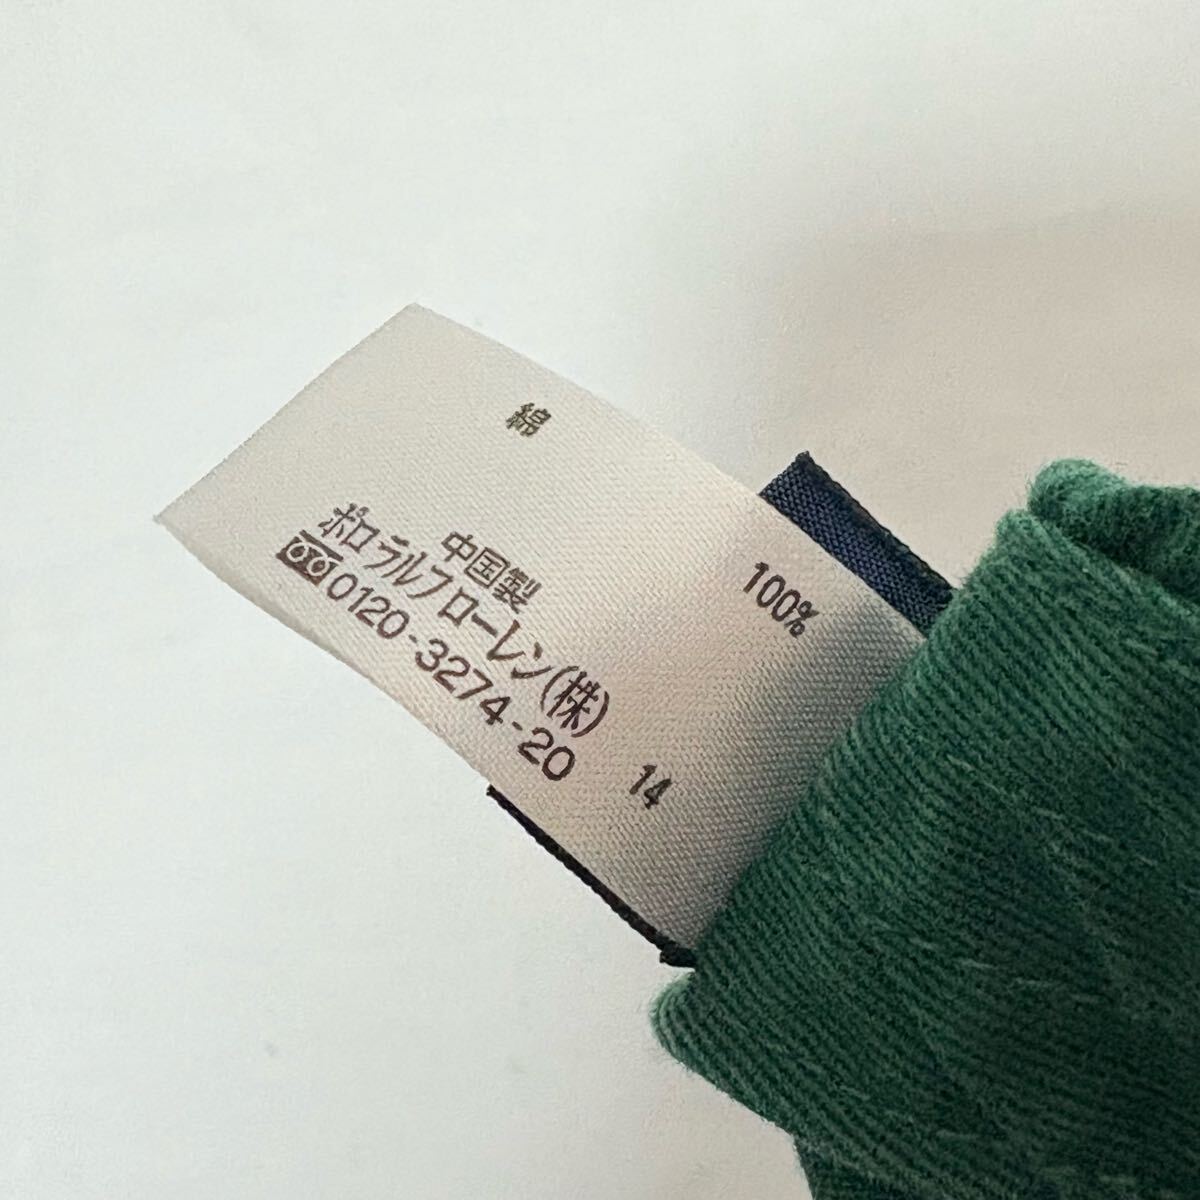 綿 100%
中国製
ポロ ラルフローレン(株)
0120-3274-20
14